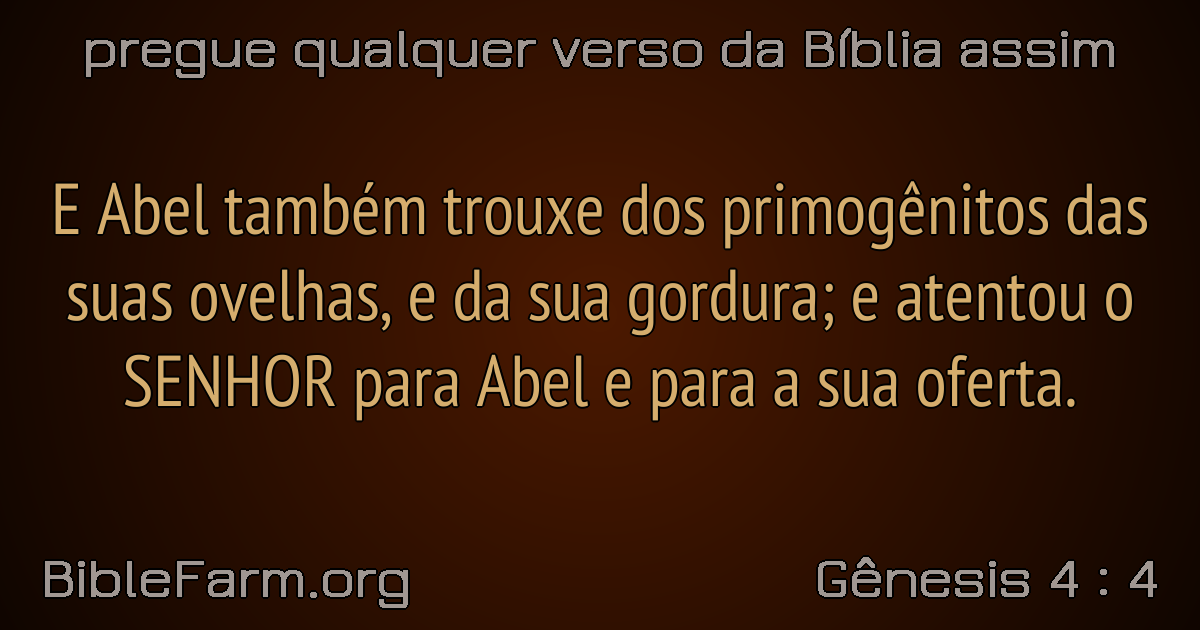 pregue qualquer verso da Bíblia assim
E Abel também trouxe dos primogênitos das
suas ovelhas, e da sua gordura; e atentou o
SENHOR para Abel e para a sua oferta.
BibleFarm.org
Gênesis 4 : 4